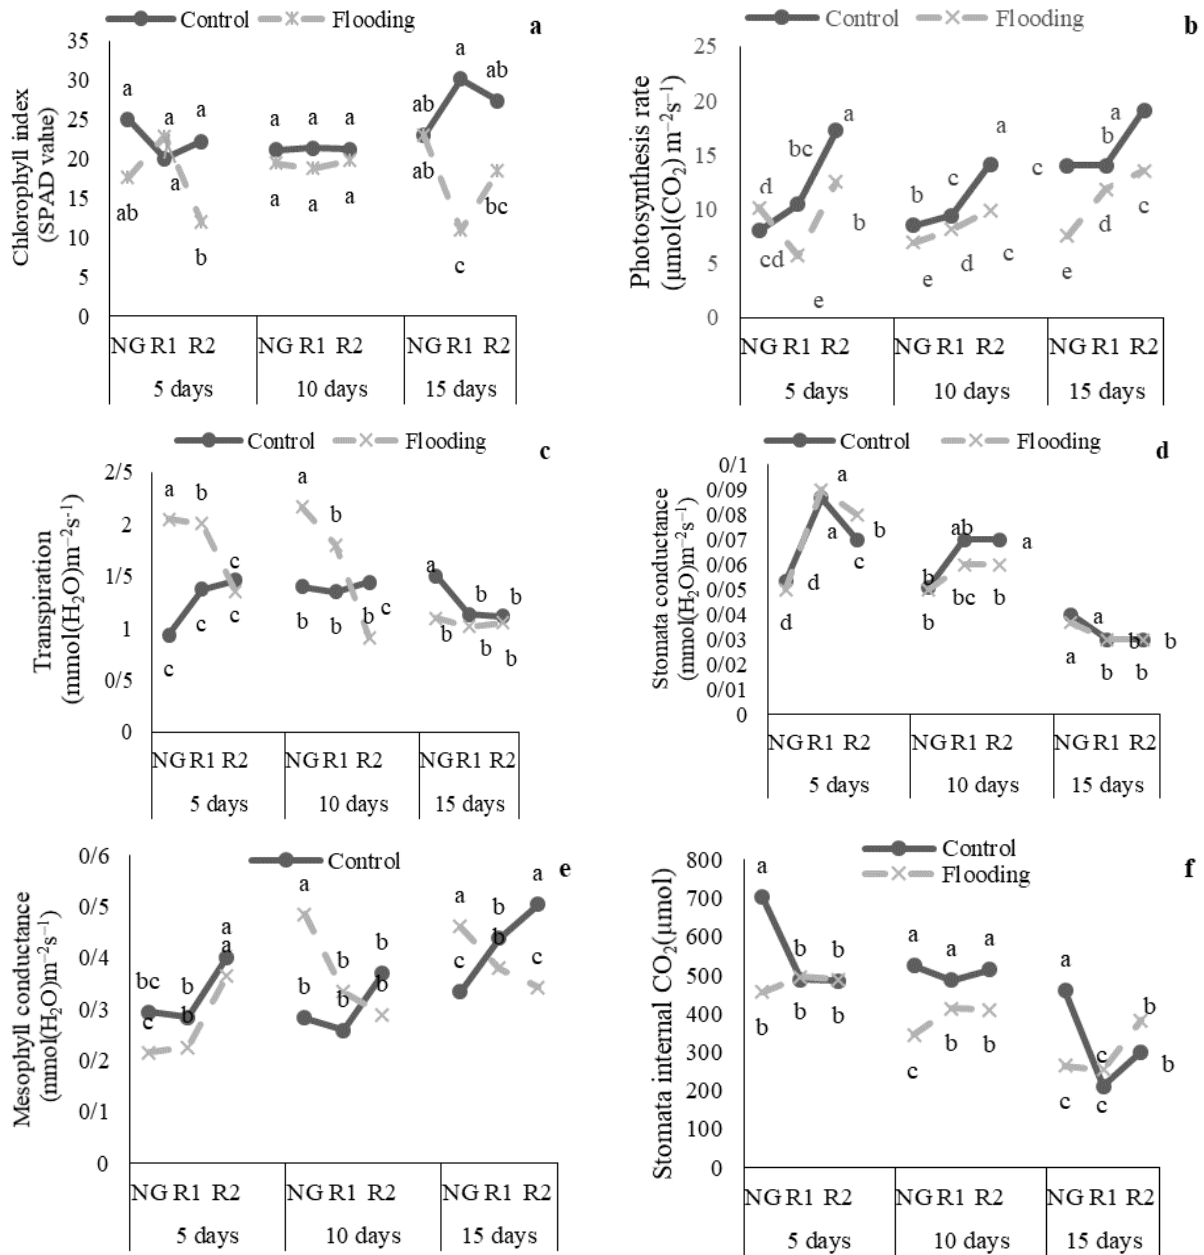 Control Flooding a
Chlorophyll index
(SPAD value)
40
35
30
25
20
15
10
5
0
a a a
ab a b
a a a
a a a
ab a ab
ab c bc
NG R1 R2 NG R1 R2 NG R1 R2
5 days 10 days 15 days
Control Flooding b
Photosynthesis rate
(µmol(CO₂) m⁻²s⁻¹)
25
20
15
10
5
0
d bc a
cd e b
b c a
e d c
c b a
a
e d c
NG R1 R2 NG R1 R2 NG R1 R2
5 days 10 days 15 days
Control Flooding c
Transpiration
(mmol(H₂O)m⁻²s⁻¹)
2/5
2
1/5
1
0/5
0
a b c
c c c
a b b
b b c
a b b
b b b
NG R1 R2 NG R1 R2 NG R1 R2
5 days 10 days 15 days
Control Flooding d
Stomata conductance
(mmol(H₂O)m⁻²s⁻¹)
0/1
0/09
0/08
0/07
0/06
0/05
0/04
0/03
0/02
0/01
0
a b
a c
d d
b ab a
b bc b
a b b
a b b
NG R1 R2 NG R1 R2 NG R1 R2
5 days 10 days 15 days
Control e
Mesophyll conductance
(mmol(H₂O)m⁻²s⁻¹)
0/6
0/5
0/4
0/3
0/2
0/1
0
bc b a
c b a
a b b
b b b
a b a
c b c
NG R1 R2 NG R1 R2 NG R1 R2
5 days 10 days 15 days
Control
Flooding f
Stomata internal CO₂(µmol)
800
700
600
500
400
300
200
100
0
a b b
b b b
a a a
c b b
a c b
c c b
NG R1 R2 NG R1 R2 NG R1 R2
5 days 10 days 15 days